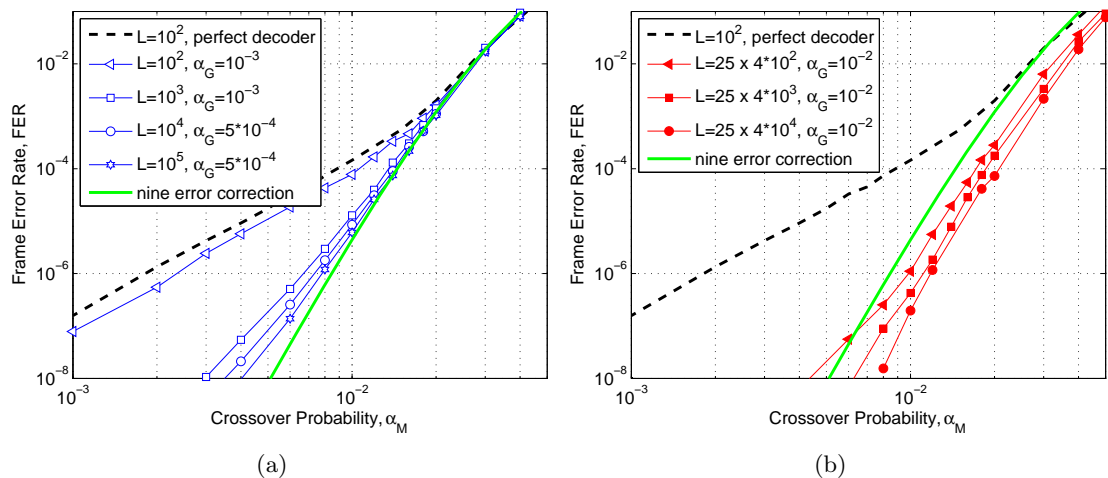 L=10², perfect decoder
L=10², α_G=10⁻³
L=10³, α_G=10⁻³
L=10⁴, α_G=5*10⁻⁴
L=10⁵, α_G=5*10⁻⁴
nine error correction
Frame Error Rate, FER
10⁻²
10⁻⁴
10⁻⁶
10⁻⁸
10⁻³
10⁻²
Crossover Probability, α_M
(a)
L=10², perfect decoder
L=25 x 4*10², α_G=10⁻²
L=25 x 4*10³, α_G=10⁻²
L=25 x 4*10⁴, α_G=10⁻²
nine error correction
Frame Error Rate, FER
10⁻²
10⁻⁴
10⁻⁶
10⁻⁸
10⁻³
10⁻²
Crossover Probability, α_M
(b)